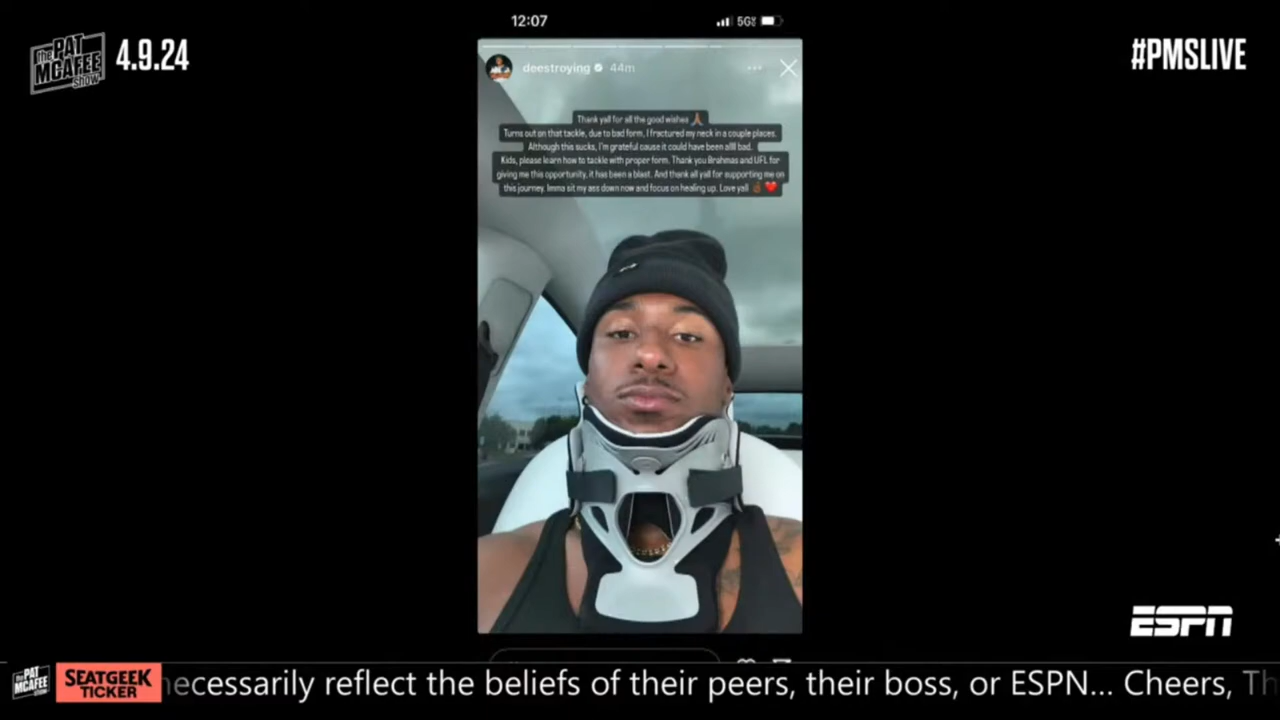 12:07
5G
the PAT MCAFEE show
4.9.24
#PMSLIVE
deestroying 44m
Thank yall for all the good wishes
Turns out on that tackle, due to bad form, I fractured my neck in a couple places.
Although this sucks, I'm grateful cause it could have been allll bad.
Kids, please learn how to tackle with proper form. Thank you Brahmas and UFL for
giving me this opportunity, it has been a blast. And thank all yall for supporting me on
this journey. Imma sit my ass down now and focus on healing up. Love yall
ESPN
the PAT MCAFEE show
SEATGEEK
TICKER
necessarily reflect the beliefs of their peers, their boss, or ESPN... Cheers, Th